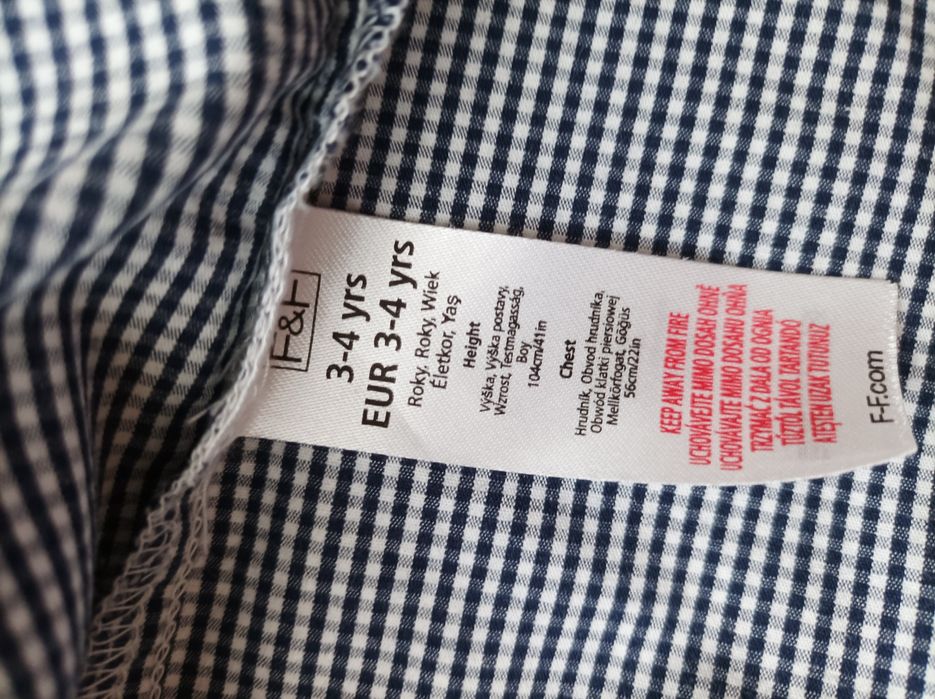 F&F
3-4 yrs
EUR 3-4 yrs
Roky, Roky, Wiek
Életkor, Yaş
Height
Výška, Výška postavy,
Wzrost, Testmagasság,
Boy
104cm/41in
Chest
Hrudník, Obvod hrudníka,
Obwód klatki piersiowej
Mellkörfogat, Göğüs
56cm/22in
KEEP AWAY FROM FIRE
UCHOVÁVEJTE MIMO DOSAH OHNĚ
UCHOVÁVAJTE MIMO DOSAHU OHŇA
TRZYMAĆ Z DALA OD OGNIA
TŰZTŐL TÁVOL TARTANDÓ
ATEŞTEN UZAK TUTUNUZ
F-F.com